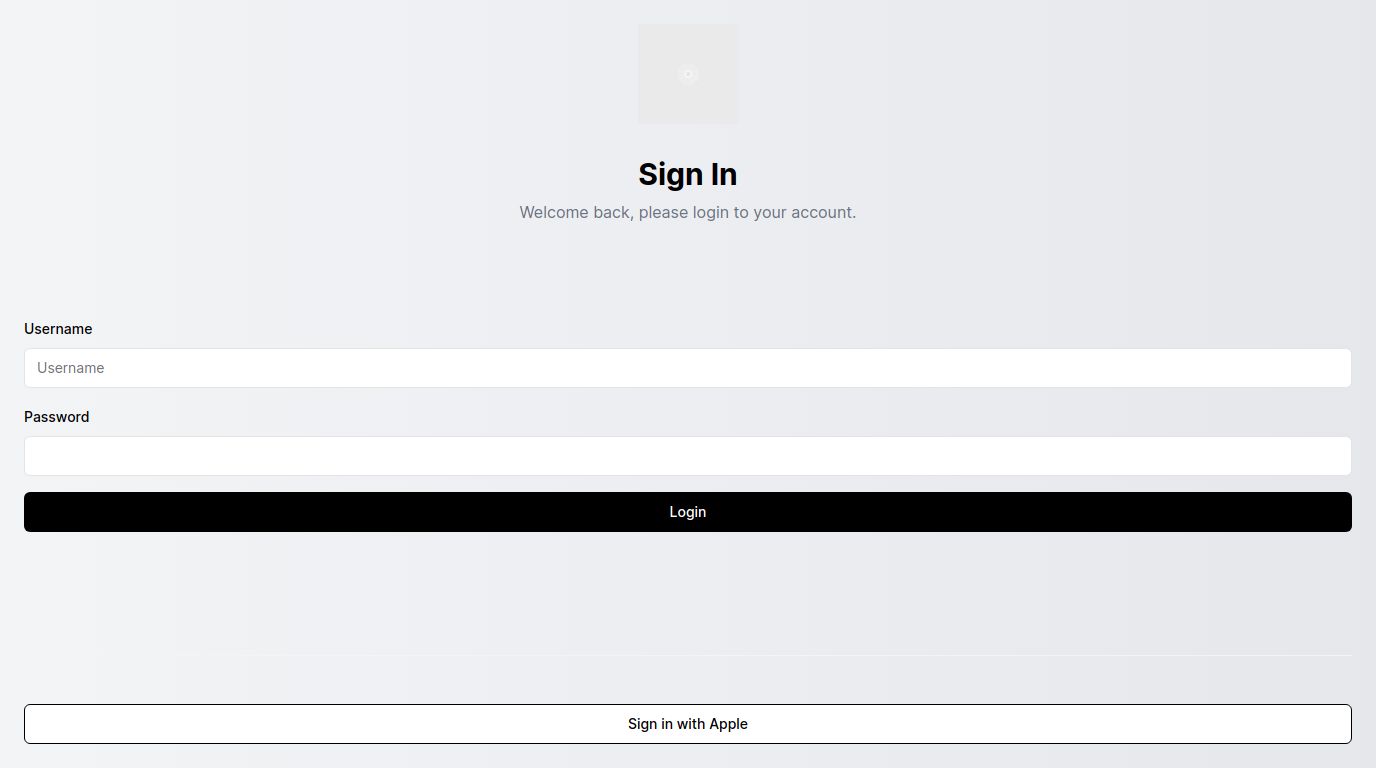 Sign In
Welcome back, please login to your account.
Username
Username
Password
Login
Sign in with Apple